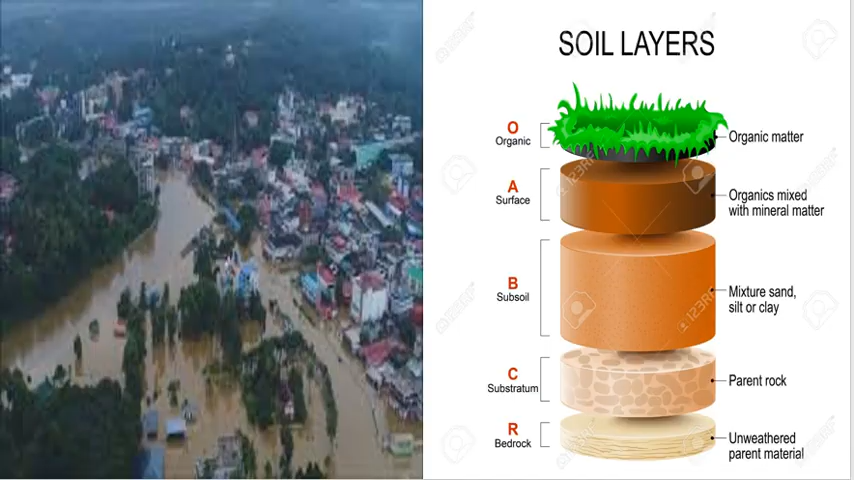 SOIL LAYERS
O
Organic
Organic matter
A
Surface
Organics mixed
with mineral matter
B
Subsoil
Mixture sand,
silt or clay
C
Substratum
Parent rock
R
Bedrock
Unweathered
parent material